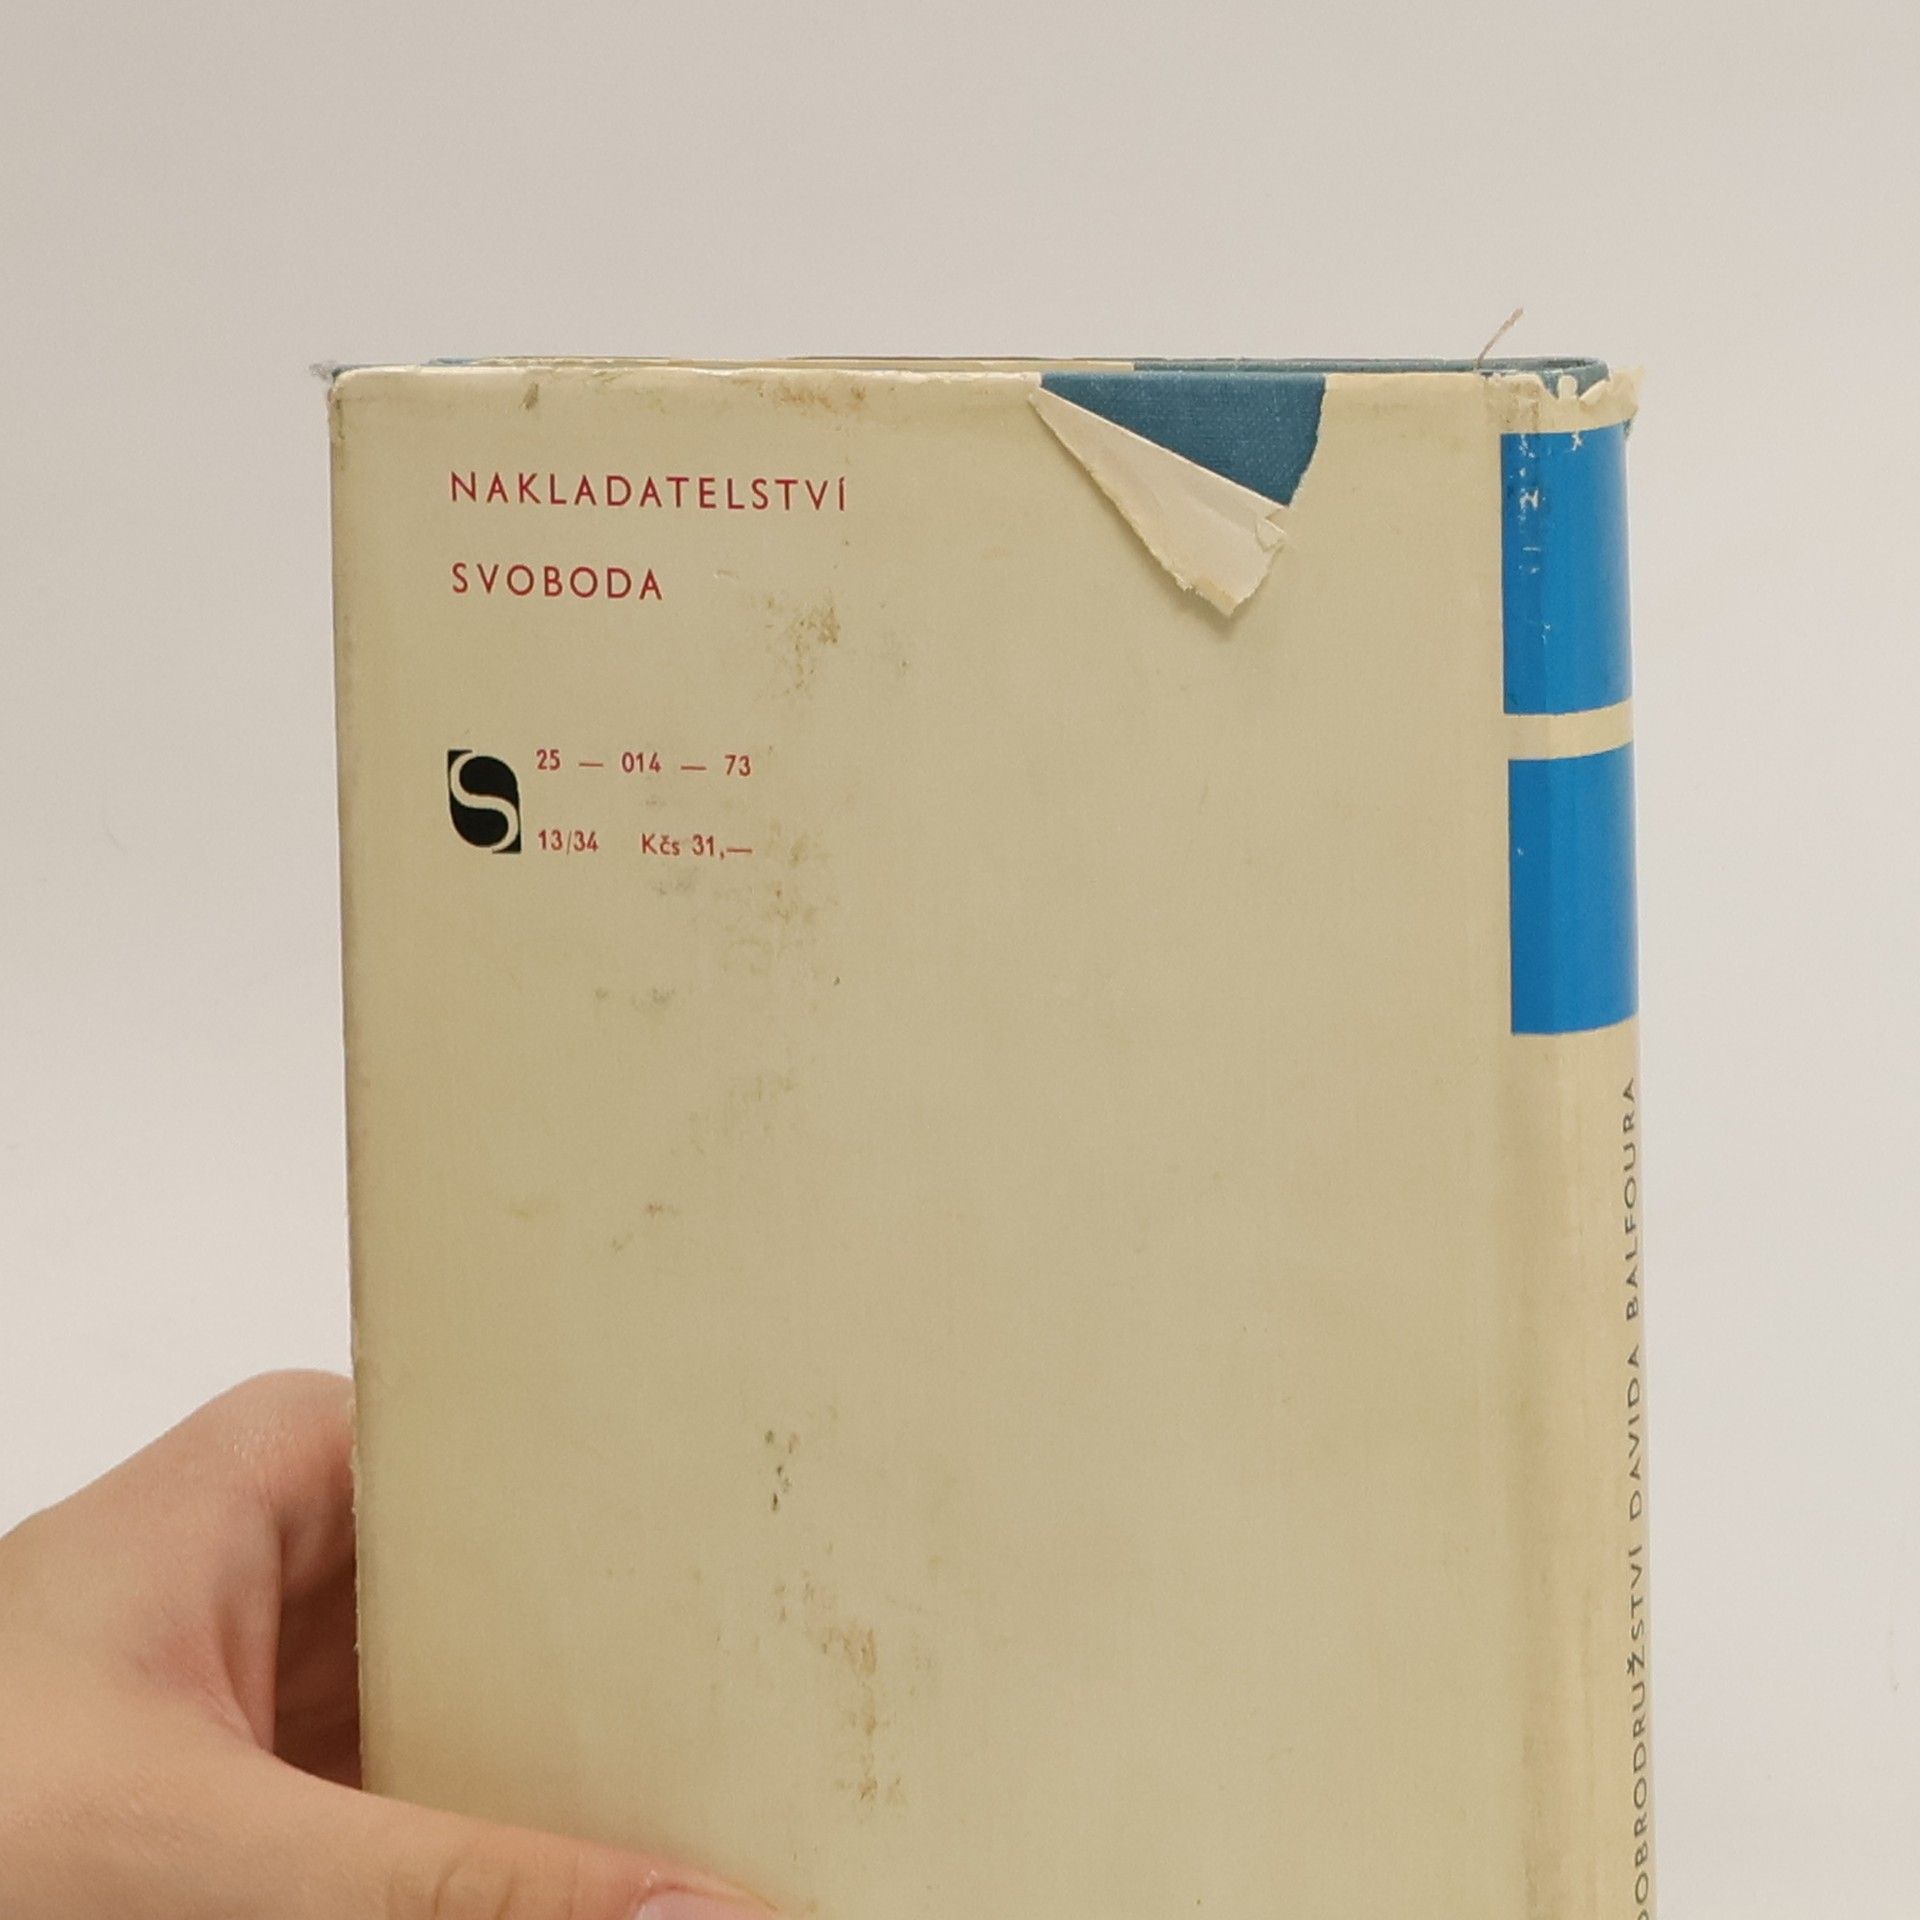 NAKLADATELSTVÍ
SVOBODA
25 — 014 — 73
13/34 Kčs 31,—
DOBRODRUŽSTVÍ DAVIDA BALFOURA